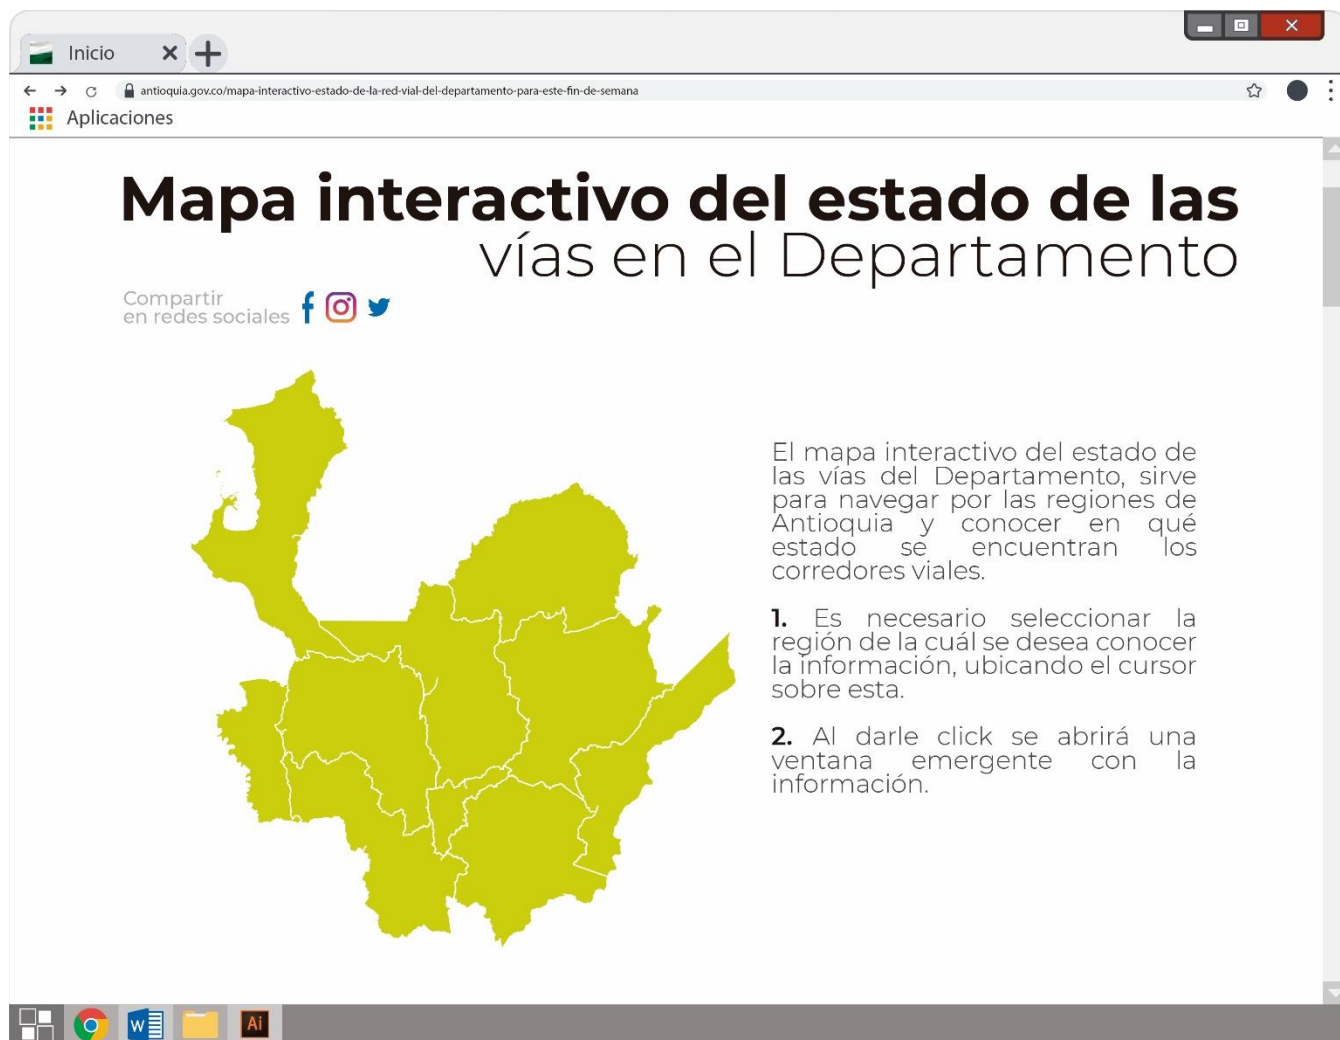 Inicio
antioquia.gov.co/mapa-interactivo-estado-de-la-red-vial-del-departamento-para-este-fin-de-semana
Aplicaciones
Mapa interactivo del estado de las
vías en el Departamento
Compartir
en redes sociales
El mapa interactivo del estado de
las vías del Departamento, sirve
para navegar por las regiones de
Antioquia y conocer en qué
estado se encuentran los
corredores viales.
1. Es necesario seleccionar la
región de la cuál se desea conocer
la información, ubicando el cursor
sobre esta.
2. Al darle click se abrirá una
ventana emergente con la
información.
W
Ai